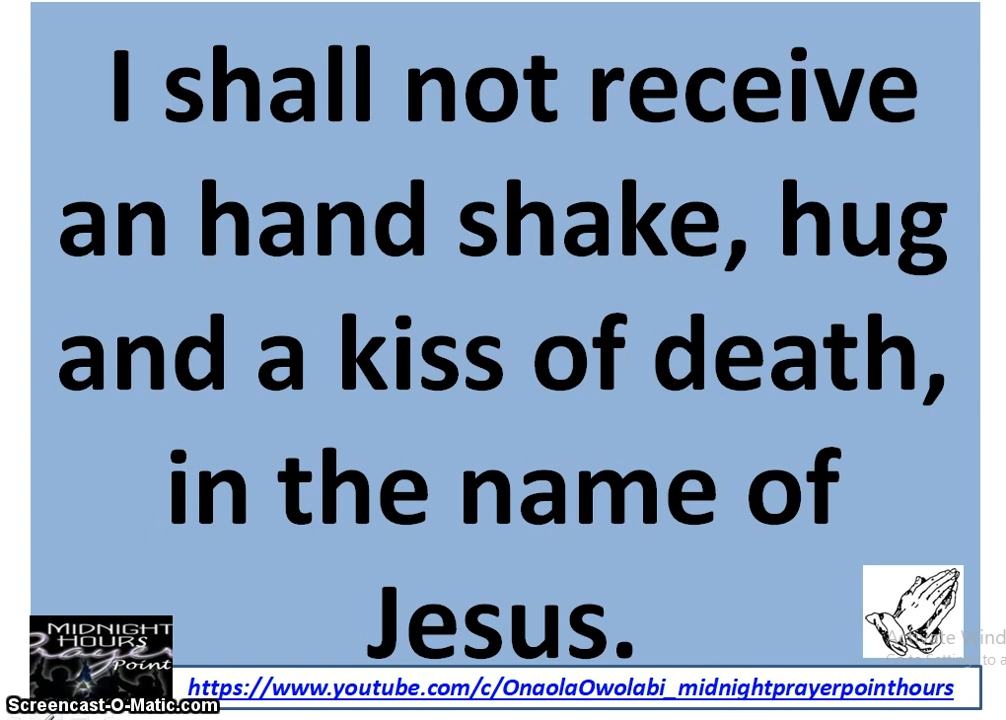 I shall not receive
an hand shake, hug
and a kiss of death,
in the name of
Jesus.
MIDNIGHT
HOURS
Praye
Point
https://www.youtube.com/c/OnaolaOwolabi_midnightprayerpointhours
Screencast-O-Matic.com